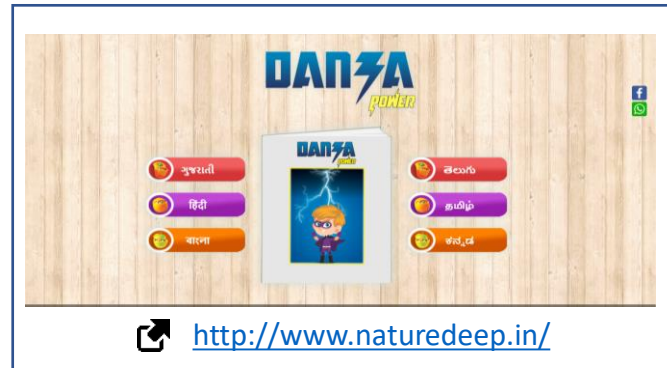 DANZA
POWER
DANZA
POWER
ગુજરાતી
हिंदी
বাংলা
తెలుగు
தமிழ்
ಕನ್ನಡ
http://www.naturedeep.in/